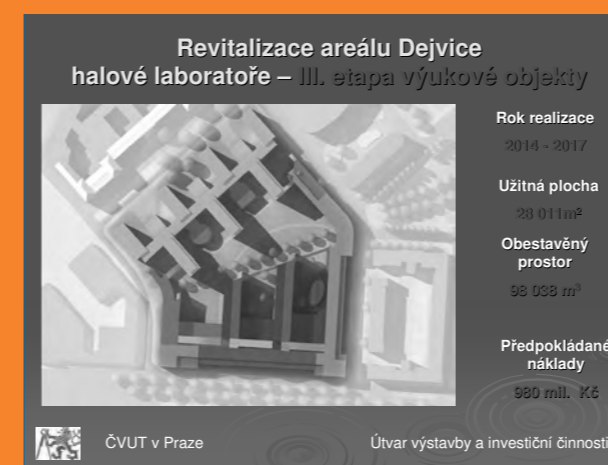 Revitalizace areálu Dejvice
halové laboratoře – III. etapa výukové objekty
Rok realizace
2014 - 2017
Užitná plocha
28 011m²
Obestavěný
prostor
98 038 m³
Předpokládané
náklady
980 mil. Kč
ČVUT v Praze
Útvar výstavby a investiční činnosti